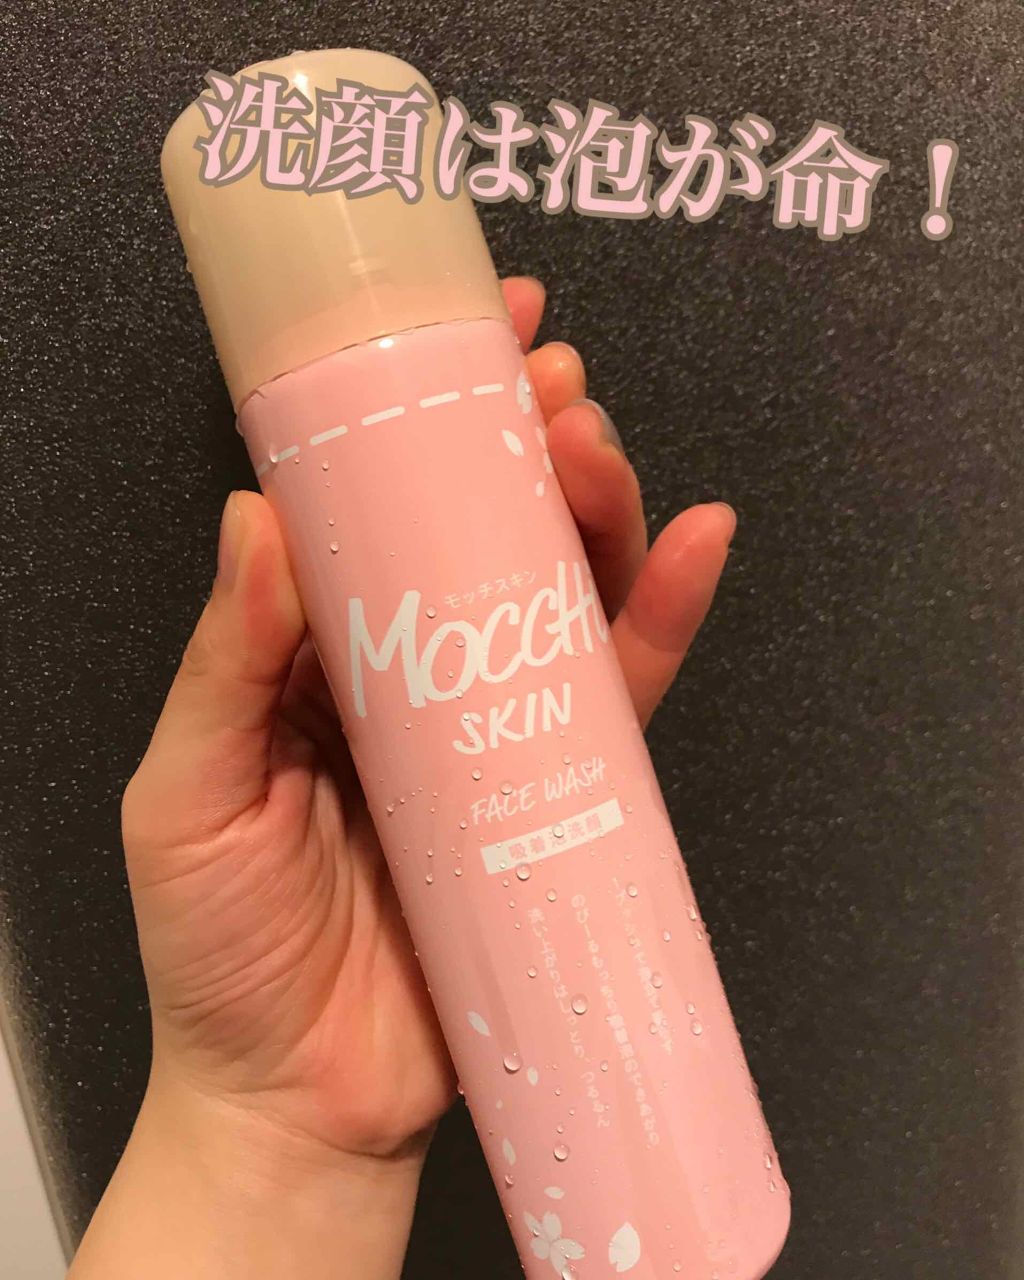 洗顔は泡が命！
モッチスキン
MOCCHI
SKIN
FACE WASH
吸着泡洗顔
のび〜るもっちり吸着泡のできあがり
洗い上がりはしっとり、つるるん